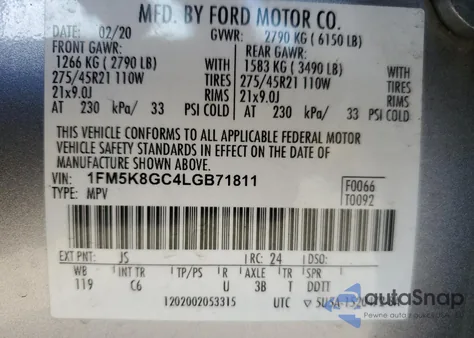 MFD. BY FORD MOTOR CO.
DATE: 02/20 GVWR: 2790 KG ( 6150 LB)
FRONT GAWR: REAR GAWR:
1266 KG ( 2790 LB) WITH 1583 KG ( 3490 LB) WITH
275/45R21 110W TIRES 275/45R21 110W TIRES
21x9.0J RIMS 21x9.0J RIMS
AT 230 kPa/ 33 PSI COLD AT 230 kPa/ 33 PSI COLD
THIS VEHICLE CONFORMS TO ALL APPLICABLE FEDERAL MOTOR
VEHICLE SAFETY STANDARDS IN EFFECT ON THE DATE OF
MANUFACTURE SHOWN ABOVE.
VIN: 1FM5K8GC4LGB71811
TYPE: MPV
F0066
T0092
EXT PNT: JS RC: 24 DSO:
WB INT TR TP/PS R AXLE TR SPR
119 C6 U 3B T DDTT
1202002053315 UTC
autaSnap
Pewne auto